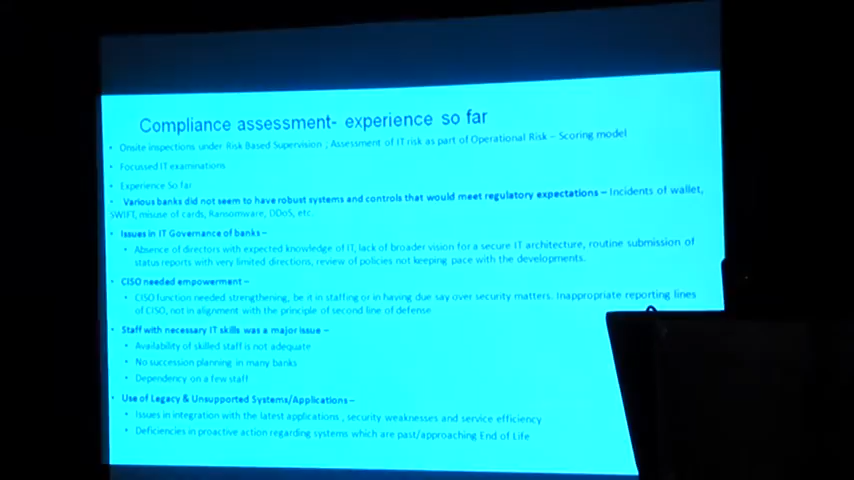 Compliance assessment- experience so far
• Onsite inspections under Risk Based Supervision ; Assessment of IT risk as part of Operational Risk – Scoring model
• Focussed IT examinations
• Experience So far
• Various banks did not seem to have robust systems and controls that would meet regulatory expectations – Incidents of wallet,
SWIFT, misuse of cards, Ransomware, DDoS, etc.
• Issues in IT Governance of banks –
• Absence of directors with expected knowledge of IT, lack of broader vision for a secure IT architecture, routine submission of
status reports with very limited directions, review of policies not keeping pace with the developments.
• CISO needed empowerment –
• CISO function needed strengthening, be it in staffing or in having due say over security matters. Inappropriate reporting lines
of CISO, not in alignment with the principle of second line of defense
• Staff with necessary IT skills was a major issue –
• Availability of skilled staff is not adequate
• No succession planning in many banks
• Dependency on a few staff
• Use of Legacy & Unsupported Systems/Applications –
• Issues in integration with the latest applications , security weaknesses and service efficiency
• Deficiencies in proactive action regarding systems which are past/approaching End of Life